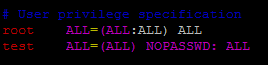 # User privilege specification
root    ALL=(ALL:ALL) ALL
test    ALL=(ALL) NOPASSWD: ALL